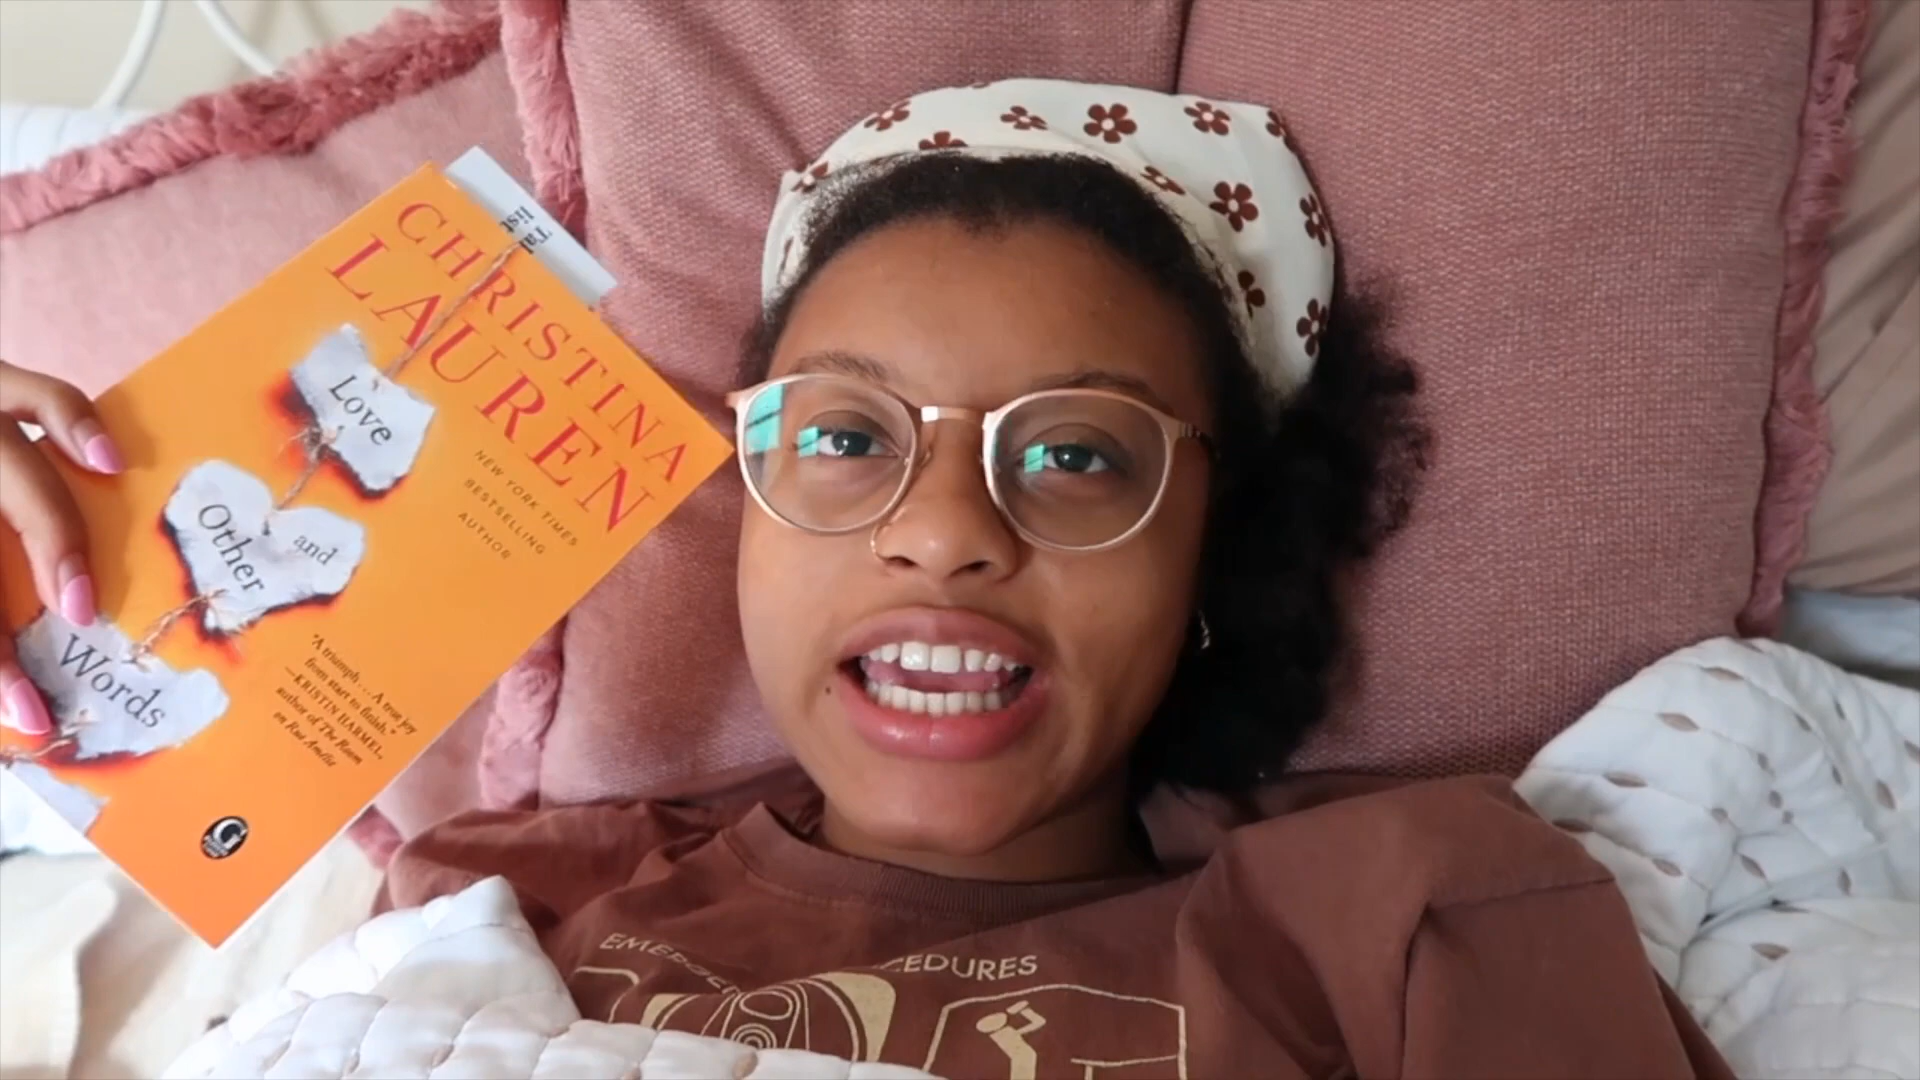 CHRISTINA
LAUREN
Love
and
Other
Words
NEW YORK TIMES
BESTSELLING
AUTHOR
"A triumph . . . A true joy
from start to finish."
—KRISTIN HARMEL,
author of The Room
on Rue Amélie
list
G